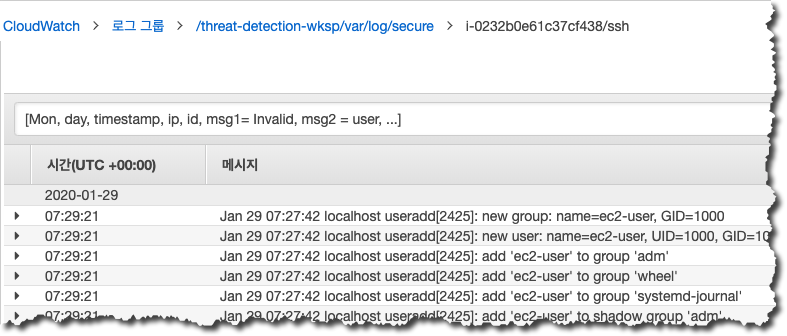 CloudWatch > 로그 그룹 > /threat-detection-wksp/var/log/secure > i-0232b0e61c37cf438/ssh
[Mon, day, timestamp, ip, id, msg1= Invalid, msg2 = user, ...]
시간(UTC +00:00) 메시지
2020-01-29
07:29:21 Jan 29 07:27:42 localhost useradd[2425]: new group: name=ec2-user, GID=1000
07:29:21 Jan 29 07:27:42 localhost useradd[2425]: new user: name=ec2-user, UID=1000, GID=10
07:29:21 Jan 29 07:27:42 localhost useradd[2425]: add 'ec2-user' to group 'adm'
07:29:21 Jan 29 07:27:42 localhost useradd[2425]: add 'ec2-user' to group 'wheel'
07:29:21 Jan 29 07:27:42 localhost useradd[2425]: add 'ec2-user' to group 'systemd-journal'
07:29:21 Jan 29 07:27:42 localhost useradd[2425]: add 'ec2-user' to shadow group 'adm'